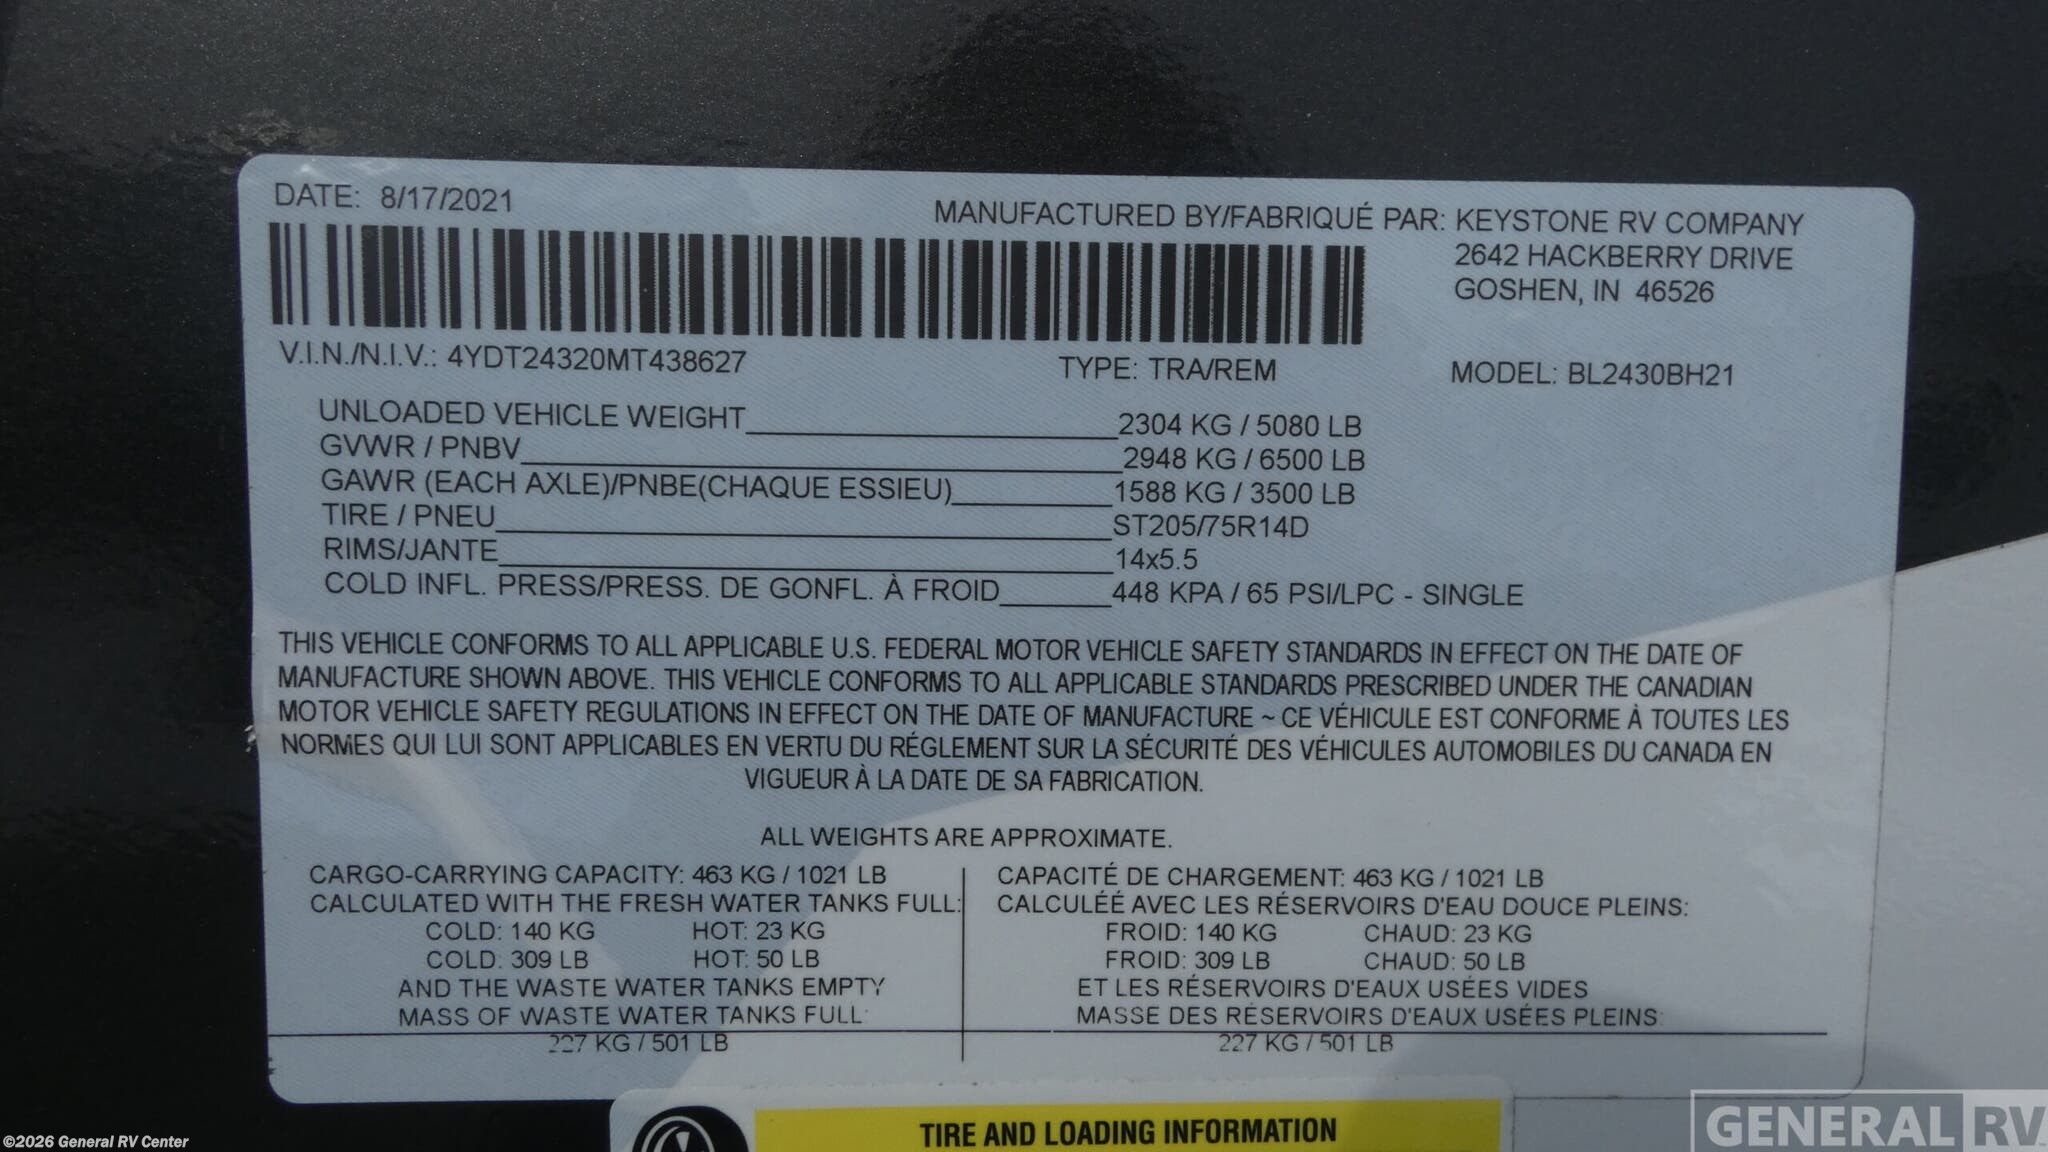 DATE: 8/17/2021
MANUFACTURED BY/FABRIQUÉ PAR: KEYSTONE RV COMPANY
2642 HACKBERRY DRIVE
GOSHEN, IN 46526
V.I.N./N.I.V.: 4YDT24320MT438627 TYPE: TRA/REM MODEL: BL2430BH21
UNLOADED VEHICLE WEIGHT 2304 KG / 5080 LB
GVWR / PNBV 2948 KG / 6500 LB
GAWR (EACH AXLE)/PNBE(CHAQUE ESSIEU) 1588 KG / 3500 LB
TIRE / PNEU ST205/75R14D
RIMS/JANTE 14x5.5
COLD INFL. PRESS/PRESS. DE GONFL. À FROID 448 KPA / 65 PSI/LPC - SINGLE
THIS VEHICLE CONFORMS TO ALL APPLICABLE U.S. FEDERAL MOTOR VEHICLE SAFETY STANDARDS IN EFFECT ON THE DATE OF
MANUFACTURE SHOWN ABOVE. THIS VEHICLE CONFORMS TO ALL APPLICABLE STANDARDS PRESCRIBED UNDER THE CANADIAN
MOTOR VEHICLE SAFETY REGULATIONS IN EFFECT ON THE DATE OF MANUFACTURE ~ CE VÉHICULE EST CONFORME À TOUTES LES
NORMES QUI LUI SONT APPLICABLES EN VERTU DU RÉGLEMENT SUR LA SÉCURITÉ DES VÉHICULES AUTOMOBILES DU CANADA EN
VIGUEUR À LA DATE DE SA FABRICATION.
ALL WEIGHTS ARE APPROXIMATE.
CARGO-CARRYING CAPACITY: 463 KG / 1021 LB
CALCULATED WITH THE FRESH WATER TANKS FULL:
COLD: 140 KG HOT: 23 KG
COLD: 309 LB HOT: 50 LB
AND THE WASTE WATER TANKS EMPTY
MASS OF WASTE WATER TANKS FULL:
227 KG / 501 LB
CAPACITÉ DE CHARGEMENT: 463 KG / 1021 LB
CALCULÉE AVEC LES RÉSERVOIRS D'EAU DOUCE PLEINS:
FROID: 140 KG CHAUD: 23 KG
FROID: 309 LB CHAUD: 50 LB
ET LES RÉSERVOIRS D'EAUX USÉES VIDES
MASSE DES RÉSERVOIRS D'EAUX USÉES PLEINS:
227 KG / 501 LB
TIRE AND LOADING INFORMATION
©2026 General RV Center
GENERAL RV